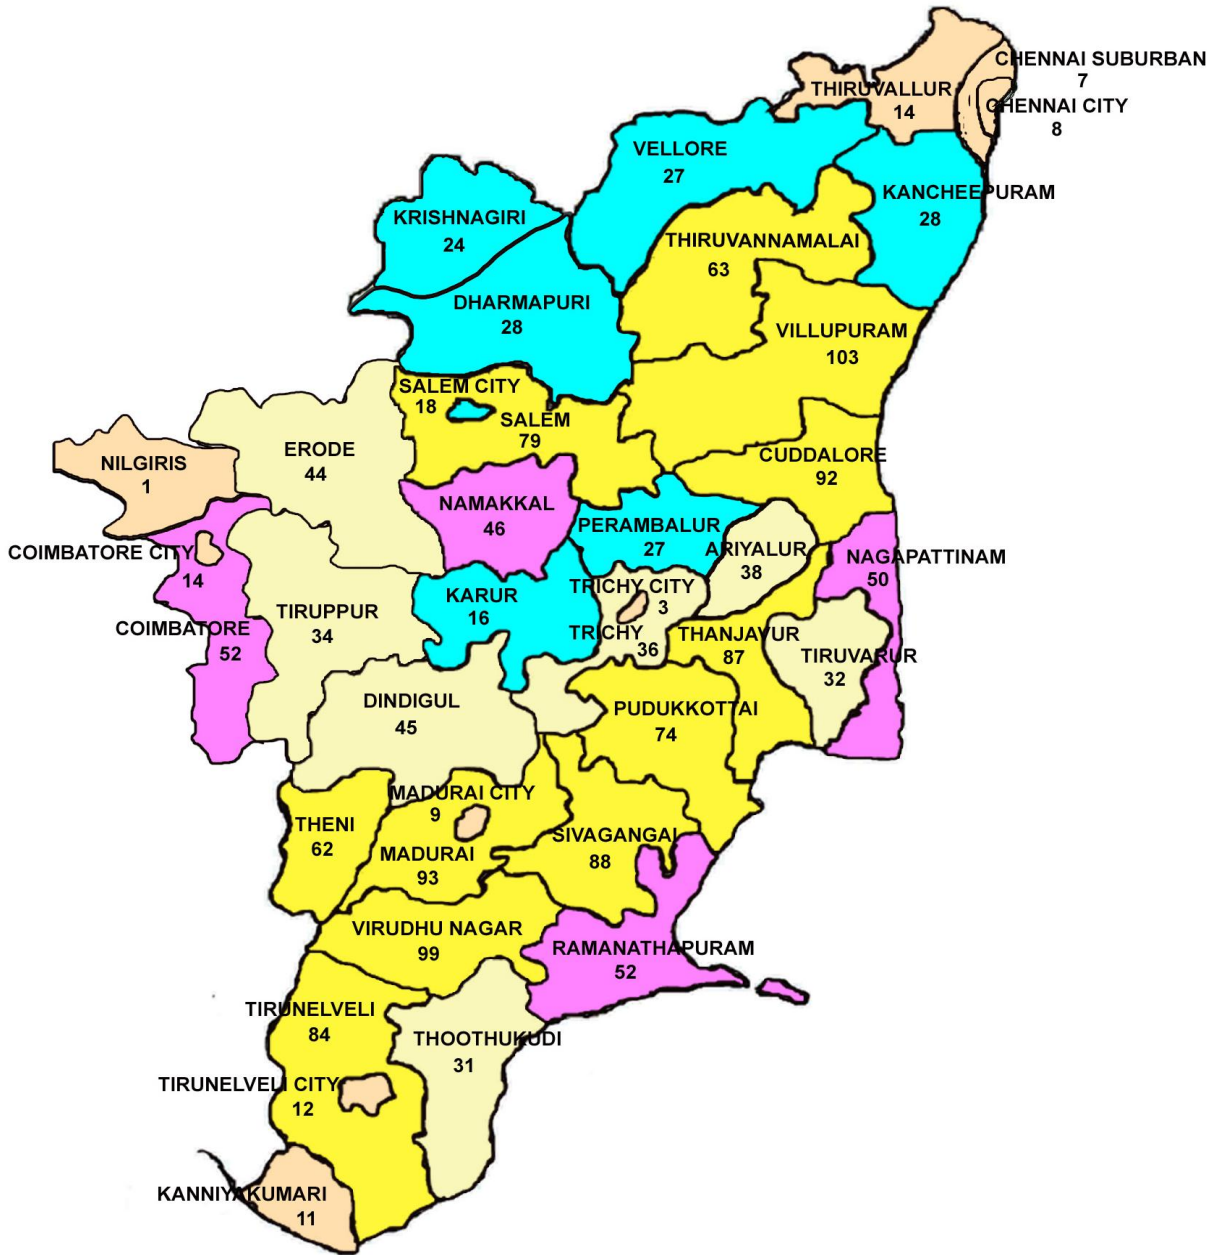 CHENNAI SUBURBAN
7
THIRUVALLUR
14
CHENNAI CITY
8
VELLORE
27
KANCHEEPURAM
28
KRISHNAGIRI
24
THIRUVANNAMALAI
63
DHARMAPURI
28
VILLUPURAM
103
SALEM CITY
18
SALEM
79
ERODE
44
CUDDALORE
92
NILGIRIS
1
NAMAKKAL
46
PERAMBALUR
27
ARIYALUR
38
COIMBATORE CITY
14
NAGAPATTINAM
50
TRICHY CITY
3
KARUR
16
TIRUPPUR
34
COIMBATORE
52
TRICHY
36
THANJAVUR
87
TIRUVARUR
32
DINDIGUL
45
PUDUKKOTTAI
74
MADURAI CITY
9
THENI
62
SIVAGANGAI
88
MADURAI
93
VIRUDHU NAGAR
99
RAMANATHAPURAM
52
TIRUNELVELI
84
THOOTHUKUDI
31
TIRUNELVELI CITY
12
KANNIYAKUMARI
11